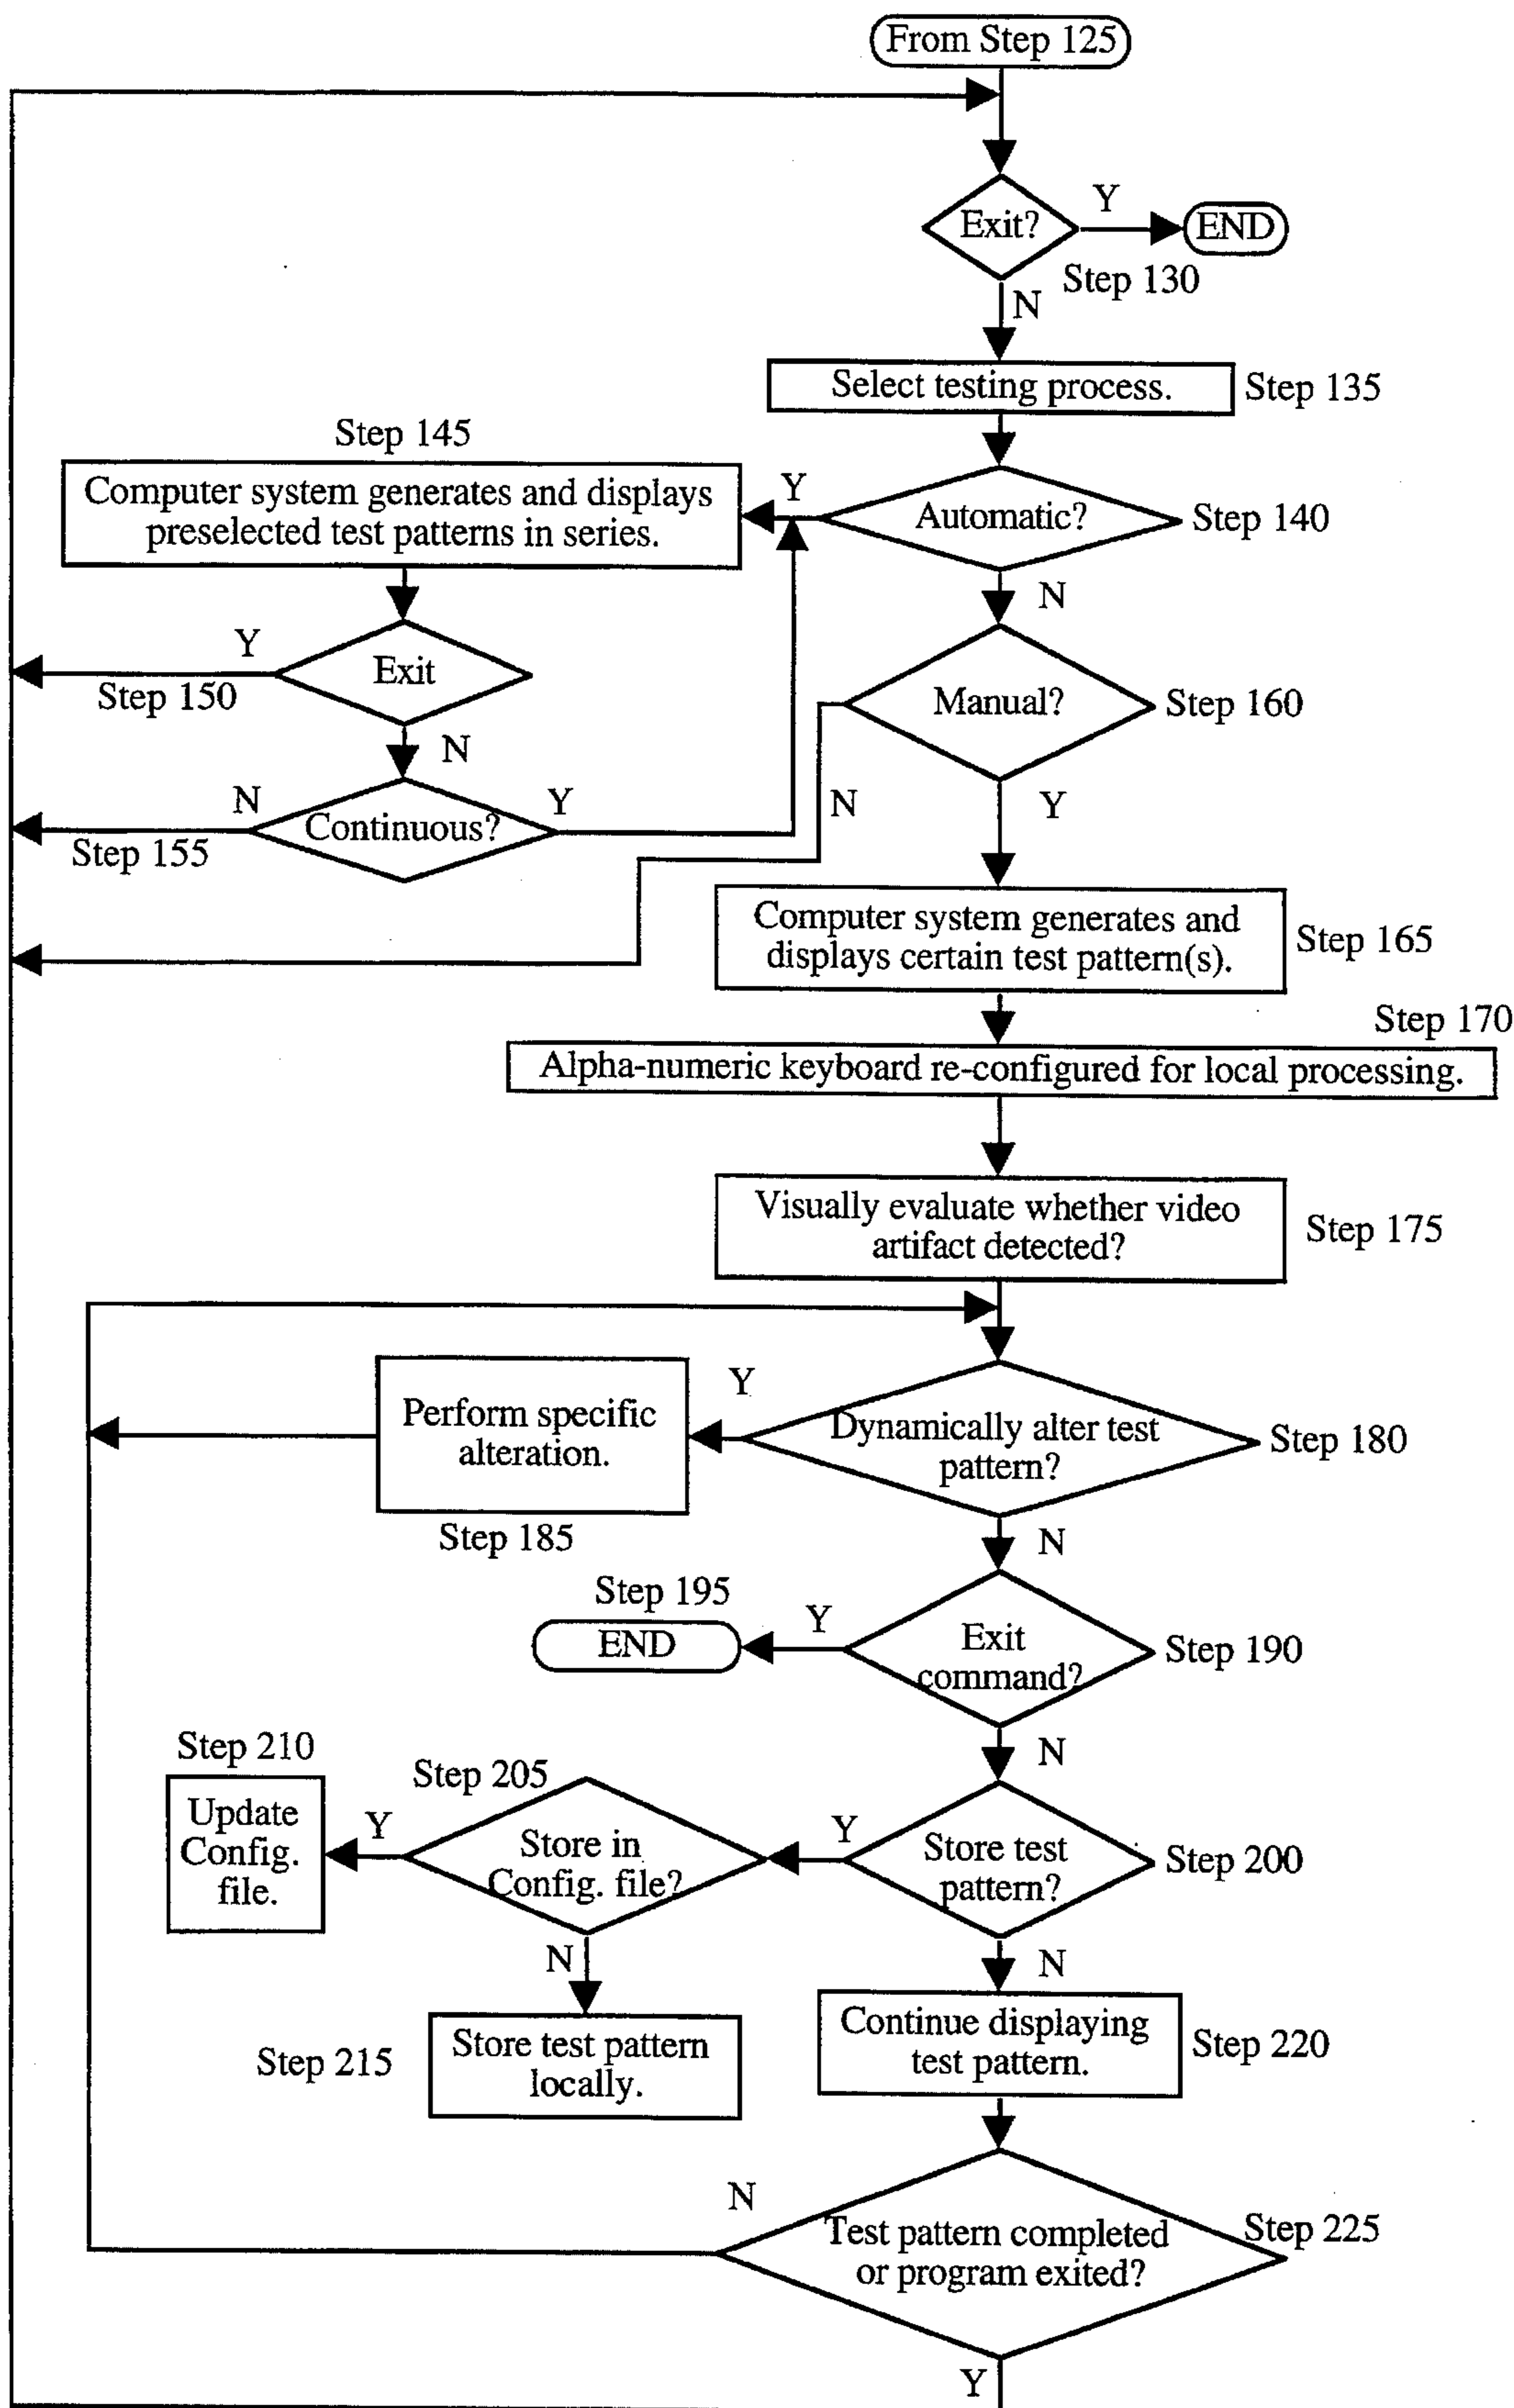 From Step 125
Y
Exit?
END
Step 130
N
Select testing process.
Step 135
Step 145
Computer system generates and displays
preselected test patterns in series.
Y
Automatic?
Step 140
N
Y
Exit
Step 150
Manual?
Step 160
N
N
Y
Continuous?
Step 155
N
Y
Computer system generates and
displays certain test pattern(s).
Step 165
Step 170
Alpha-numeric keyboard re-configured for local processing.
Visually evaluate whether video
artifact detected?
Step 175
Y
Perform specific
alteration.
Step 185
Dynamically alter test
pattern?
Step 180
N
Step 195
END
Y
Exit
command?
Step 190
N
Step 210
Update
Config.
file.
Y
Step 205
Store in
Config. file?
Y
Store test
pattern?
Step 200
N
N
Step 215
Store test pattern
locally.
Continue displaying
test pattern.
Step 220
N
Test pattern completed
or program exited?
Step 225
Y